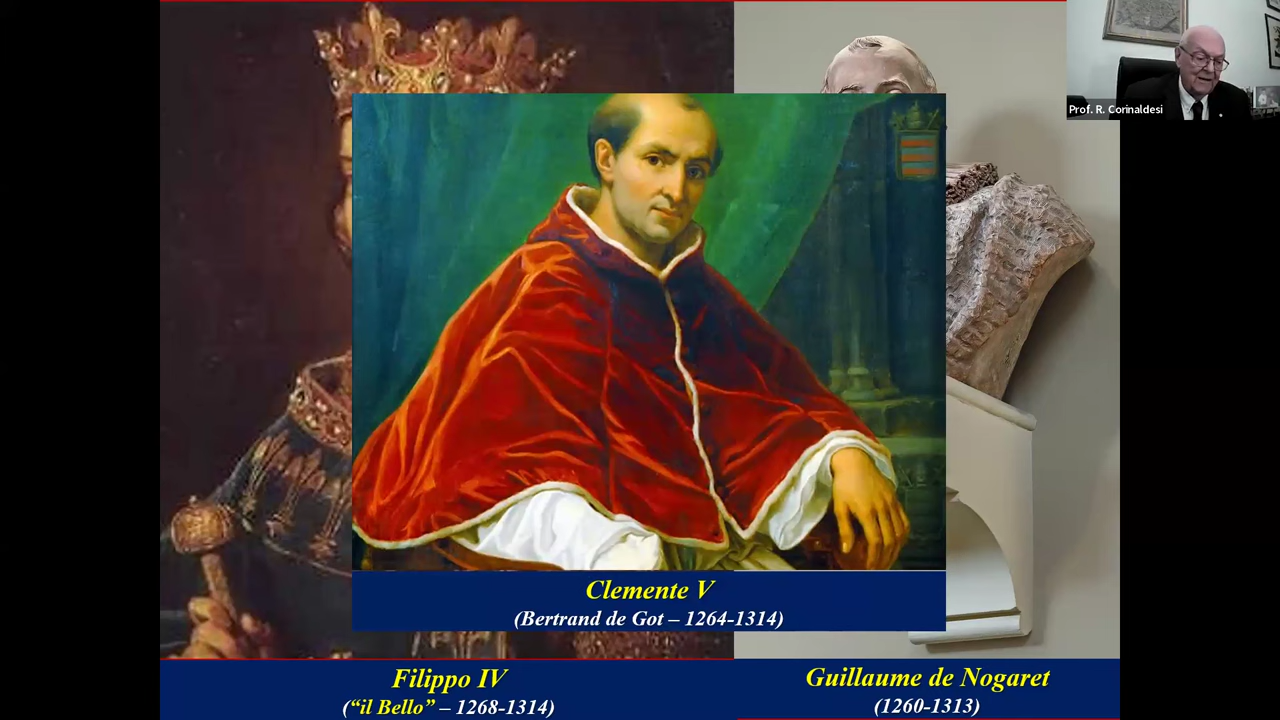 Prof. R. Corinaldesi
Clemente V
(Bertrand de Got – 1264-1314)
Filippo IV
(“il Bello” – 1268-1314)
Guillaume de Nogaret
(1260-1313)